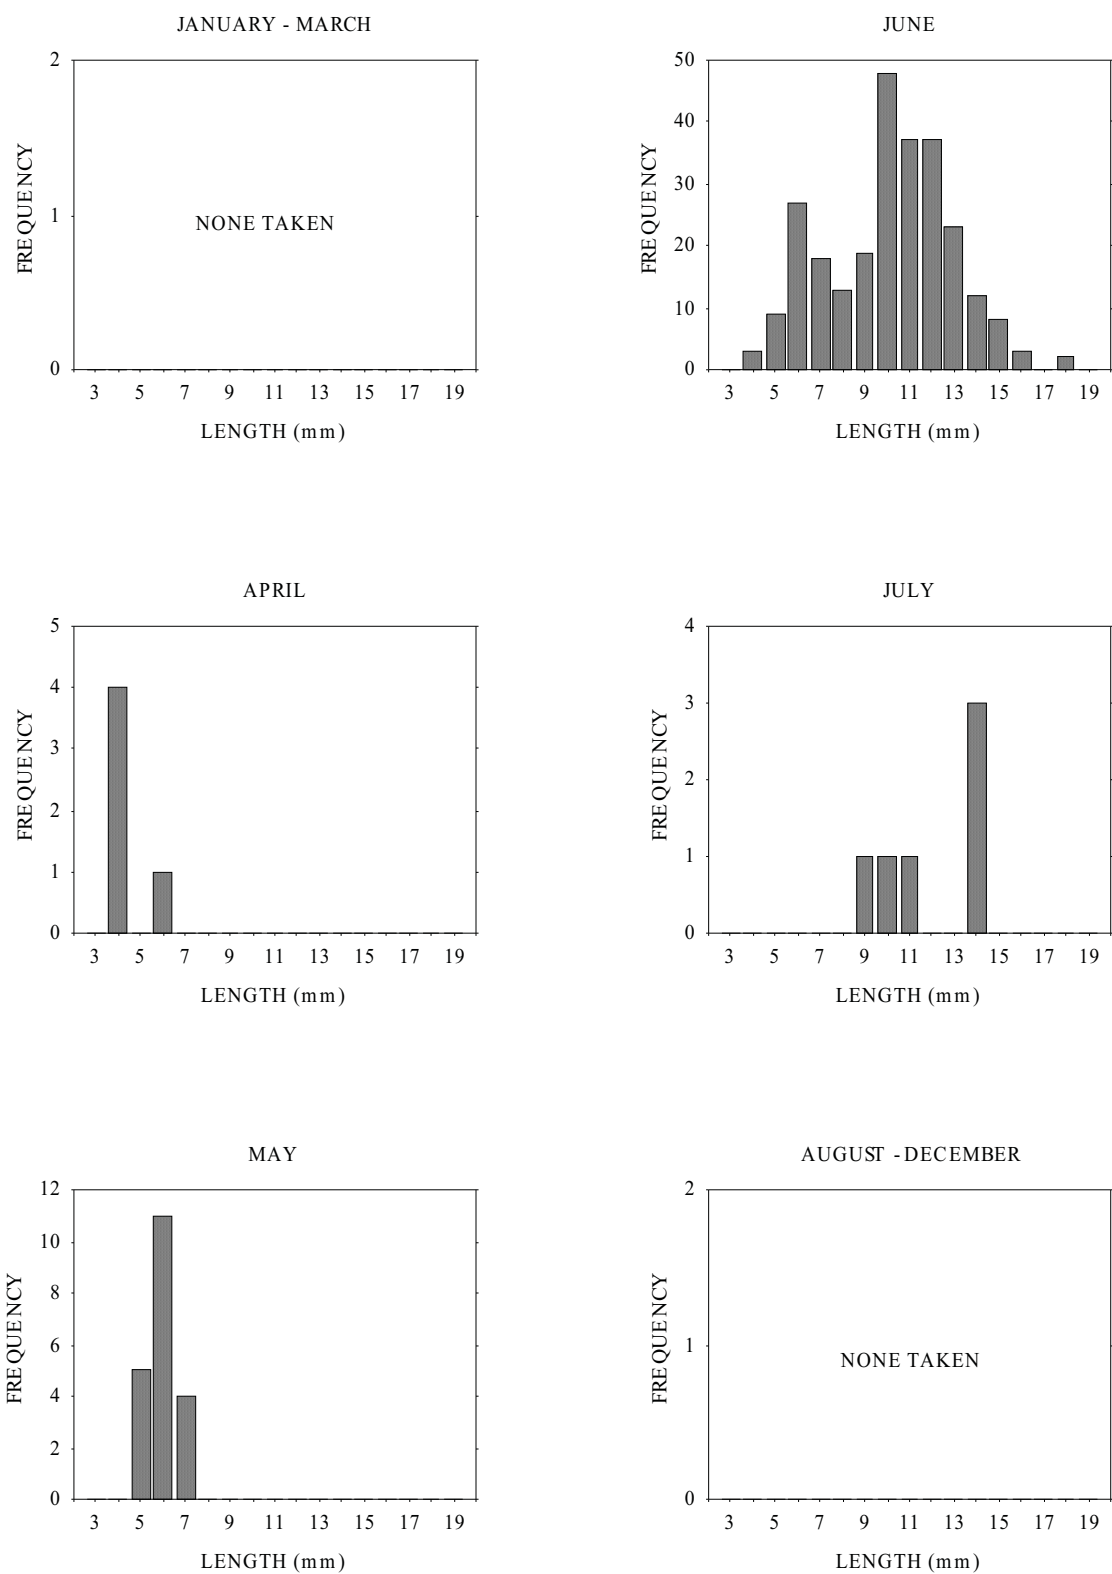 JANUARY - MARCH
2
1
0
FREQUENCY
NONE TAKEN
3 5 7 9 11 13 15 17 19
LENGTH (mm)
JUNE
50
40
30
20
10
0
FREQUENCY
3 5 7 9 11 13 15 17 19
LENGTH (mm)
APRIL
5
4
3
2
1
0
FREQUENCY
3 5 7 9 11 13 15 17 19
LENGTH (mm)
JULY
4
3
2
1
0
FREQUENCY
3 5 7 9 11 13 15 17 19
LENGTH (mm)
MAY
12
10
8
6
4
2
0
FREQUENCY
3 5 7 9 11 13 15 17 19
LENGTH (mm)
AUGUST - DECEMBER
2
1
0
FREQUENCY
NONE TAKEN
3 5 7 9 11 13 15 17 19
LENGTH (mm)